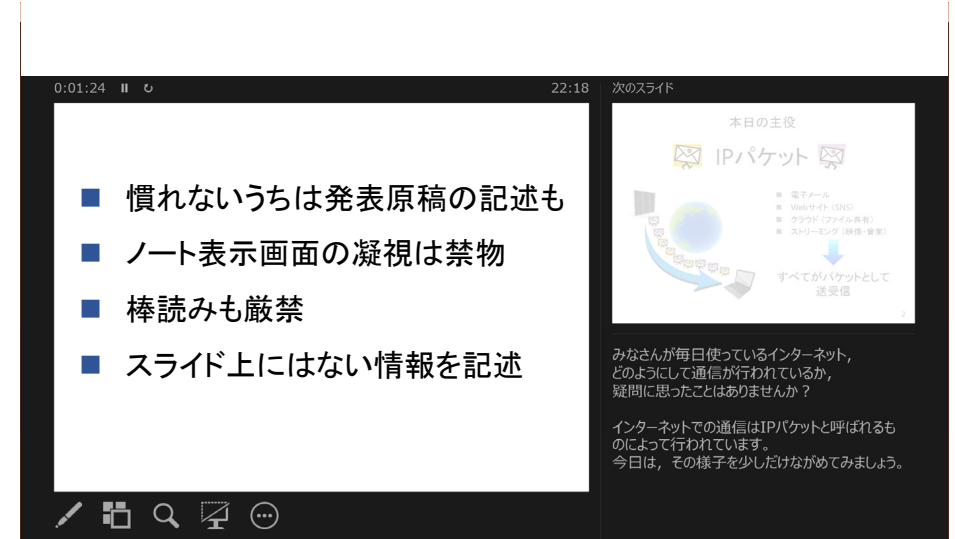 0:01:24
22:18
次のスライド
■ 慣れないうちは発表原稿の記述も
■ ノート表示画面の凝視は禁物
■ 棒読みも厳禁
■ スライド上にはない情報を記述
本日の主役
IPパケット
■ 電子メール
■ Webサイト（SNS）
■ クラウド（ファイル共有）
■ ストリーミング（映像・音楽）
すべてがパケットとして
送受信
2
みなさんが毎日使っているインターネット，
どのようにして通信が行われているか，
疑問に思ったことはありませんか？
インターネットでの通信はIPパケットと呼ばれるも
のによって行われています。
今日は，その様子を少しだけながめてみましょう。